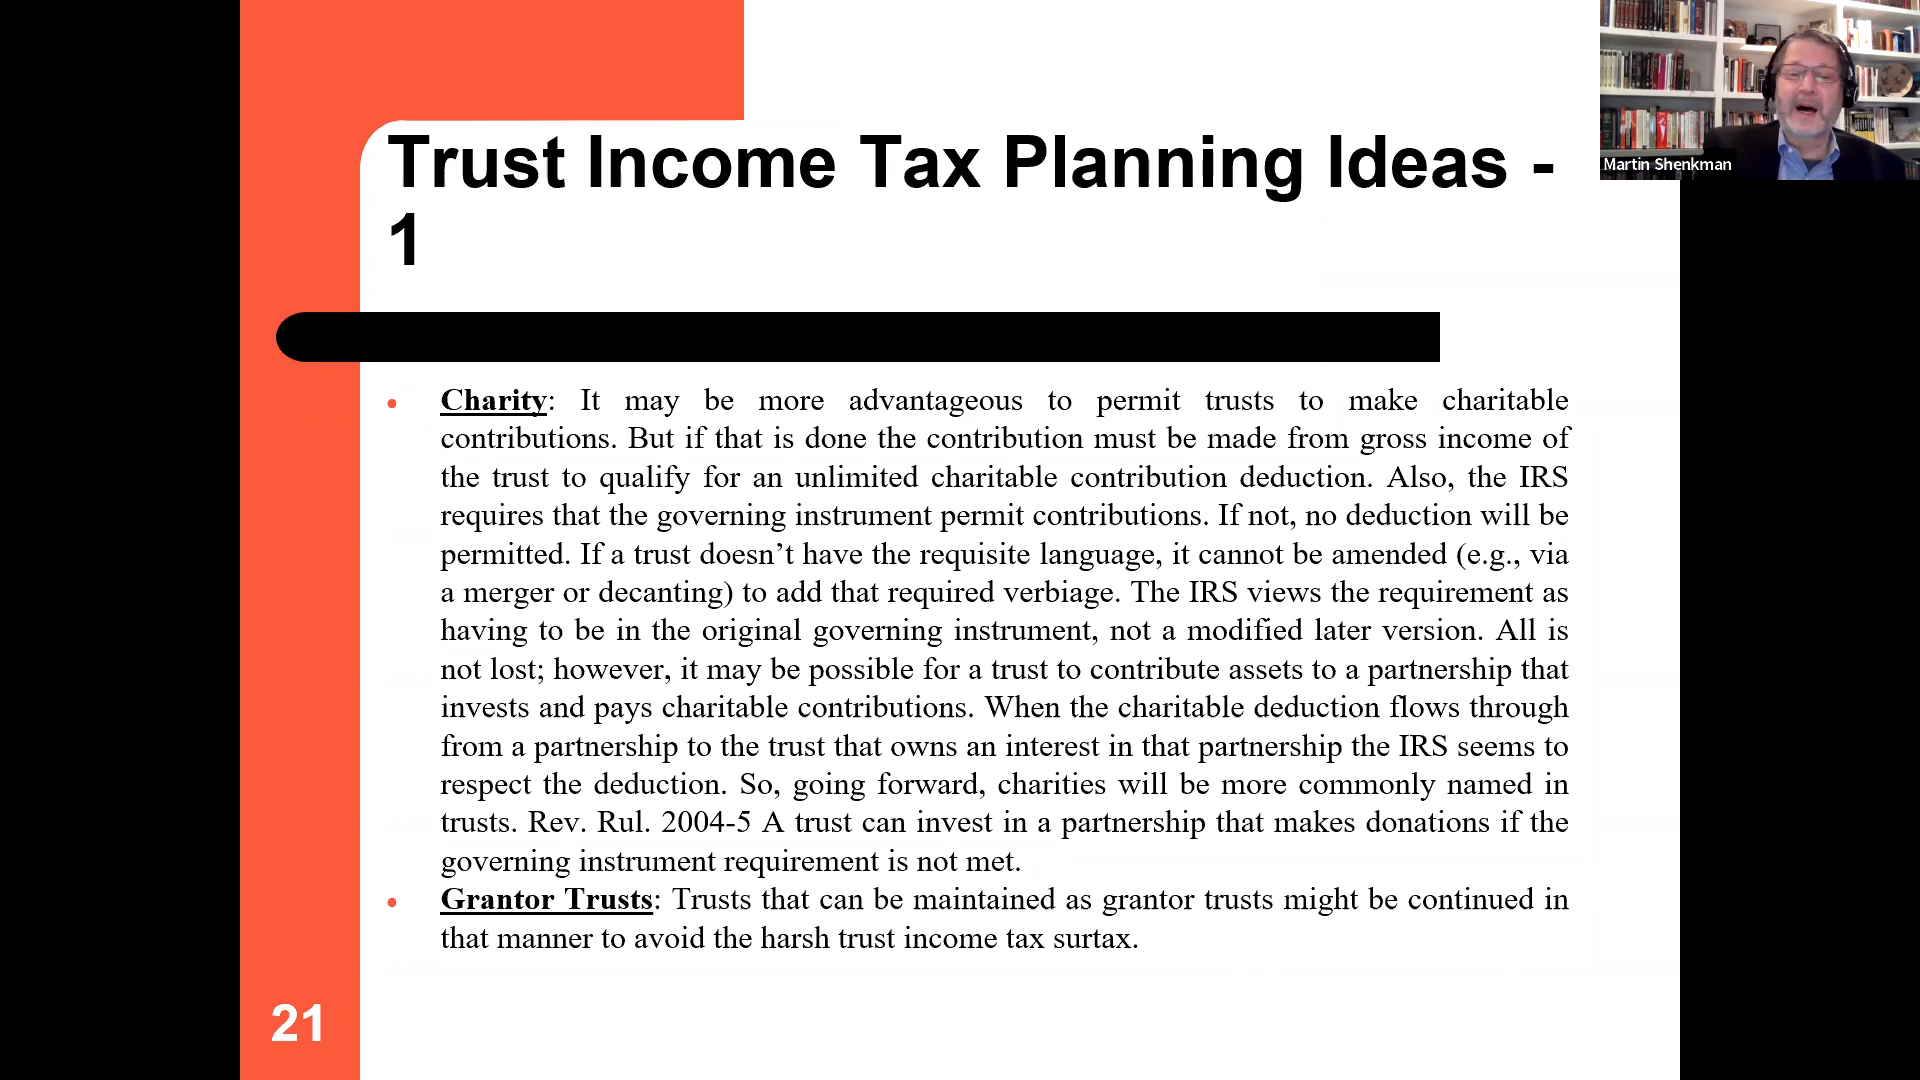 Trust Income Tax Planning Ideas -
1
Martin Shenkman
• Charity: It may be more advantageous to permit trusts to make charitable
contributions. But if that is done the contribution must be made from gross income of
the trust to qualify for an unlimited charitable contribution deduction. Also, the IRS
requires that the governing instrument permit contributions. If not, no deduction will be
permitted. If a trust doesn’t have the requisite language, it cannot be amended (e.g., via
a merger or decanting) to add that required verbiage. The IRS views the requirement as
having to be in the original governing instrument, not a modified later version. All is
not lost; however, it may be possible for a trust to contribute assets to a partnership that
invests and pays charitable contributions. When the charitable deduction flows through
from a partnership to the trust that owns an interest in that partnership the IRS seems to
respect the deduction. So, going forward, charities will be more commonly named in
trusts. Rev. Rul. 2004-5 A trust can invest in a partnership that makes donations if the
governing instrument requirement is not met.
• Grantor Trusts: Trusts that can be maintained as grantor trusts might be continued in
that manner to avoid the harsh trust income tax surtax.
21